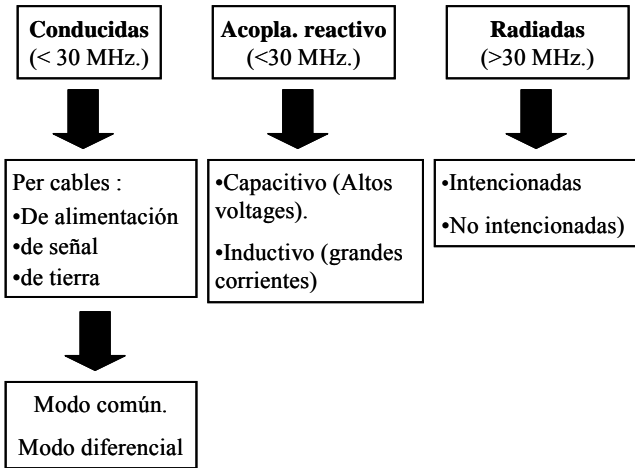 Conducidas
(< 30 MHz.)
Acopla. reactivo
(<30 MHz.)
Radiadas
(>30 MHz.)
Per cables :
•De alimentación
•de señal
•de tierra
•Capacitivo (Altos
voltages).
•Inductivo (grandes
corrientes)
•Intencionadas
•No intencionadas)
Modo común.
Modo diferencial